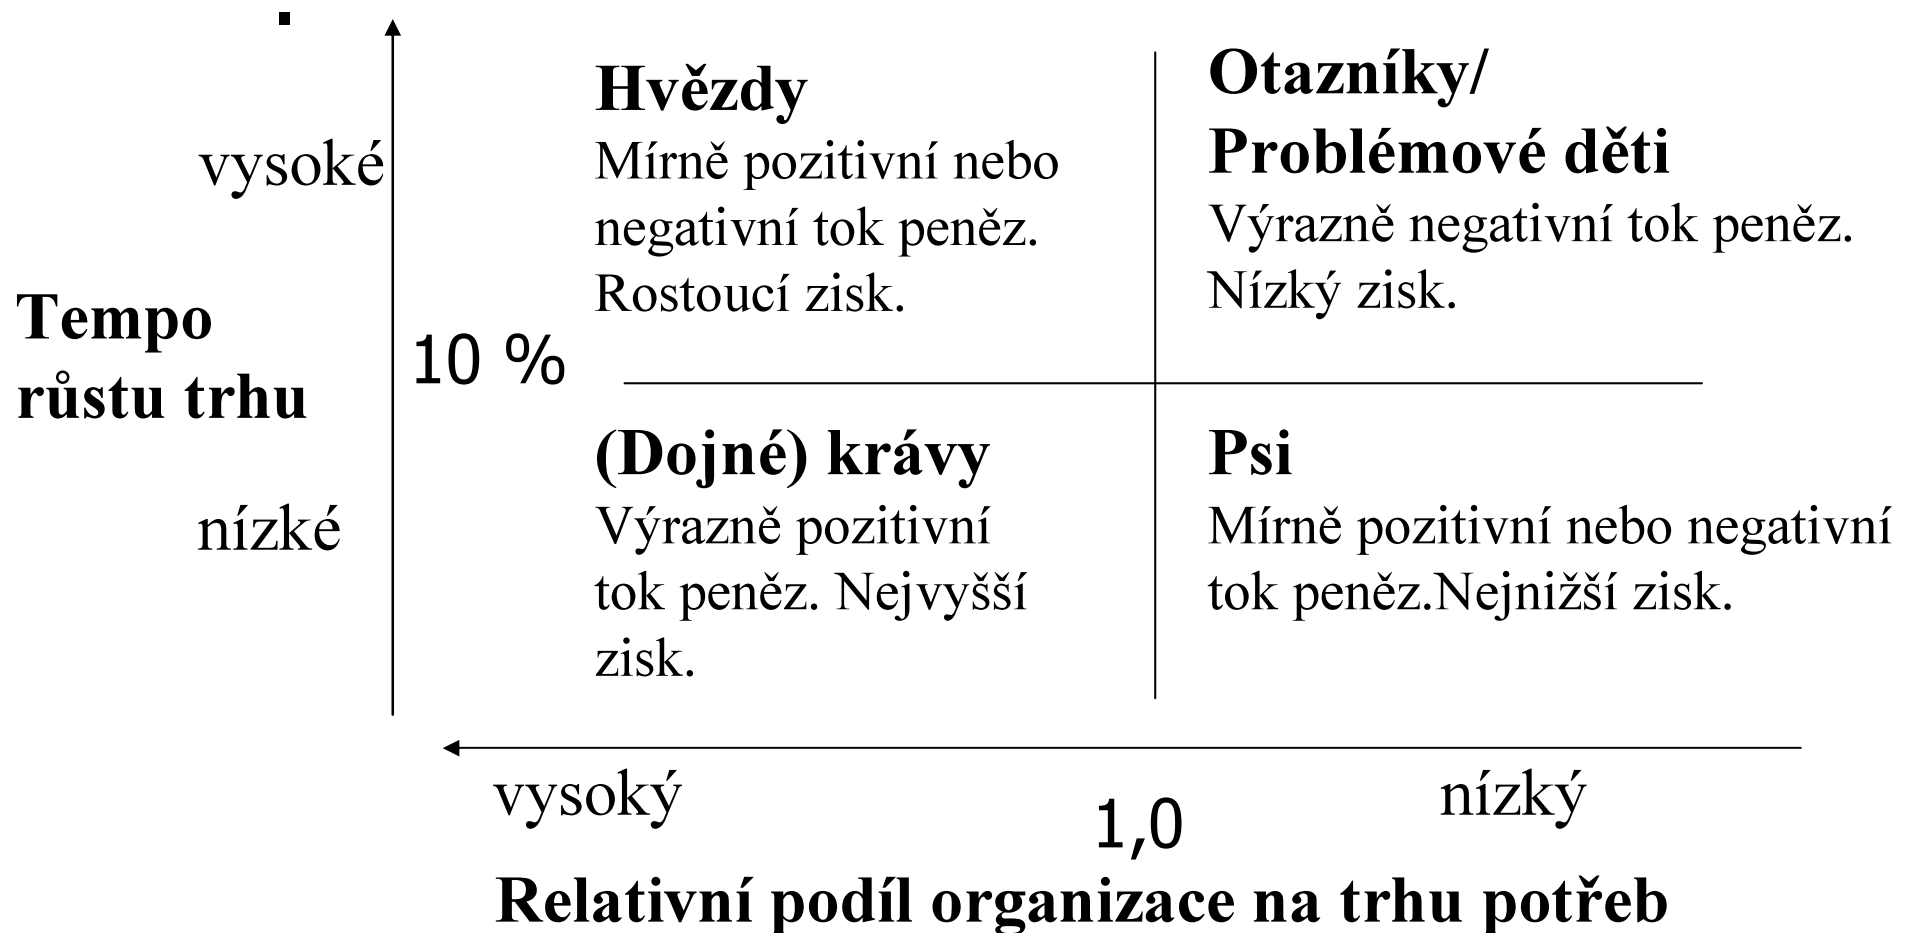 Hvězdy
Mírně pozitivní nebo
negativní tok peněz.
Rostoucí zisk.
Otazníky/
Problémové děti
Výrazně negativní tok peněz.
Nízký zisk.
vysoké
Tempo
růstu trhu
10 %
nízké
(Dojné) krávy
Výrazně pozitivní
tok peněz. Nejvyšší
zisk.
Psi
Mírně pozitivní nebo negativní
tok peněz.Nejnižší zisk.
vysoký
1,0
nízký
Relativní podíl organizace na trhu potřeb